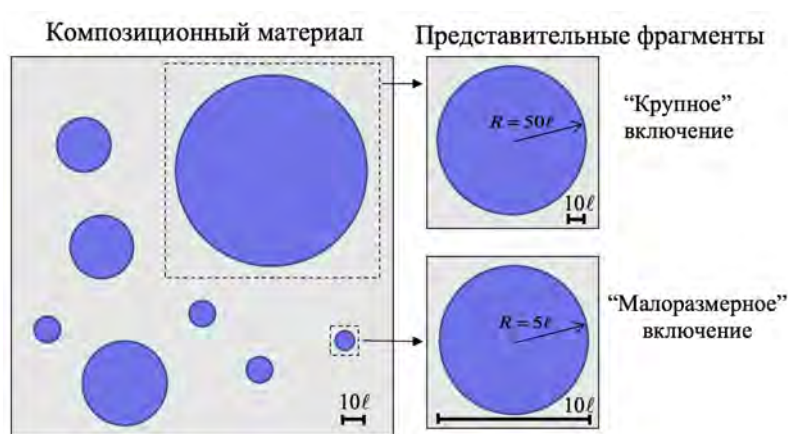 Композиционный материал
Представительные фрагменты
R = 50ℓ
“Крупное”
включение
10ℓ
R = 5ℓ
“Малоразмерное”
включение
10ℓ
10ℓ